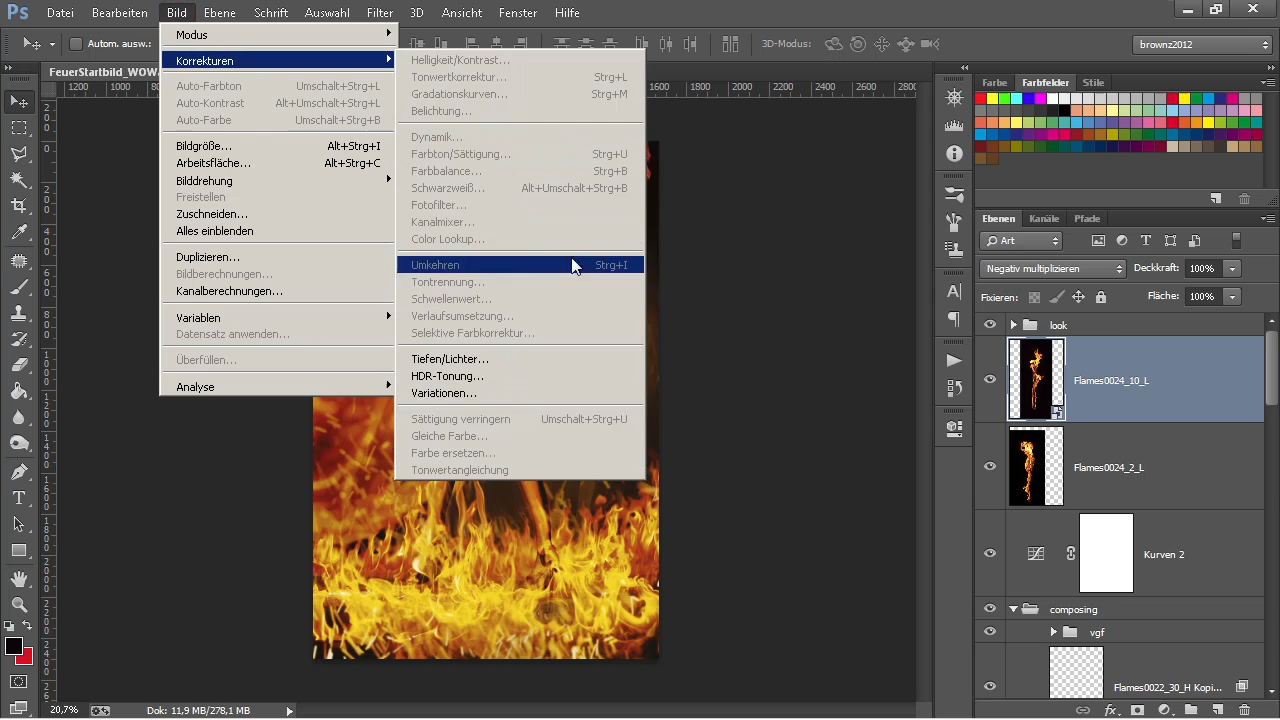 Ps Datei Bearbeiten Bild Ebene Schrift Auswahl Filter 3D Ansicht Fenster Hilfe
Autom. ausw.: 3D-Modus: brownz2012
FeuerStartbild_WOW
1200 1000 1600 1800 2000 2200 2400 2600 2800
Modus
Korrekturen
Auto-Farbton Umschalt+Strg+L
Auto-Kontrast Alt+Umschalt+Strg+L
Auto-Farbe Umschalt+Strg+B
Bildgröße... Alt+Strg+I
Arbeitsfläche... Alt+Strg+C
Bilddrehung
Freistellen
Zuschneiden...
Alles einblenden
Duplizieren...
Bildberechnungen...
Kanalberechnungen...
Variablen
Datensatz anwenden...
Überfüllen...
Analyse
Helligkeit/Kontrast...
Tonwertkorrektur... Strg+L
Gradationskurven... Strg+M
Belichtung...
Dynamik...
Farbton/Sättigung... Strg+U
Farbbalance... Strg+B
Schwarzweiß... Alt+Umschalt+Strg+B
Fotofilter...
Kanalmixer...
Color Lookup...
Umkehren Strg+I
Tontrennung...
Schwellenwert...
Verlaufsumsetzung...
Selektive Farbkorrektur...
Tiefen/Lichter...
HDR-Tonung...
Variationen...
Sättigung verringern Umschalt+Strg+U
Gleiche Farbe...
Farbe ersetzen...
Tonwertangleichung
Farbe Farbfelder Stile
Ebenen Kanäle Pfade
Art
Negativ multiplizieren Deckkraft: 100%
Fixieren: Fläche: 100%
look
Flames0024_10_L
Flames0024_2_L
Kurven 2
composing
vgf
Flames0022_30_H Kopi...
20,7% Dok: 11,9 MB/278,1 MB